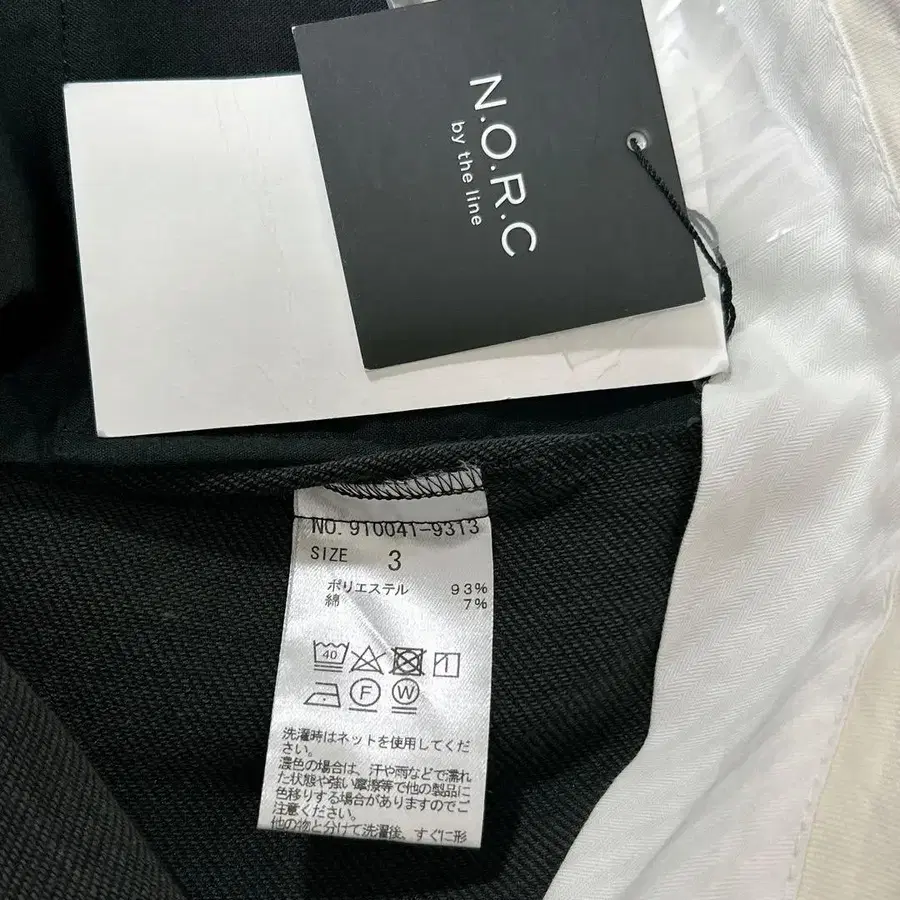 N.O.R.C
by the line
NO. 910041-9313
SIZE 3
ポリエステル 93%
綿 7%
40
F W
洗濯時はネットを使用してくだ
さい。
濃色の場合は、汗や雨などで濡れ
た状態や強い摩擦等で他の製品に
色移りする場合がありますのでご
注意ください。
他の物と分けて洗濯後、すぐに形